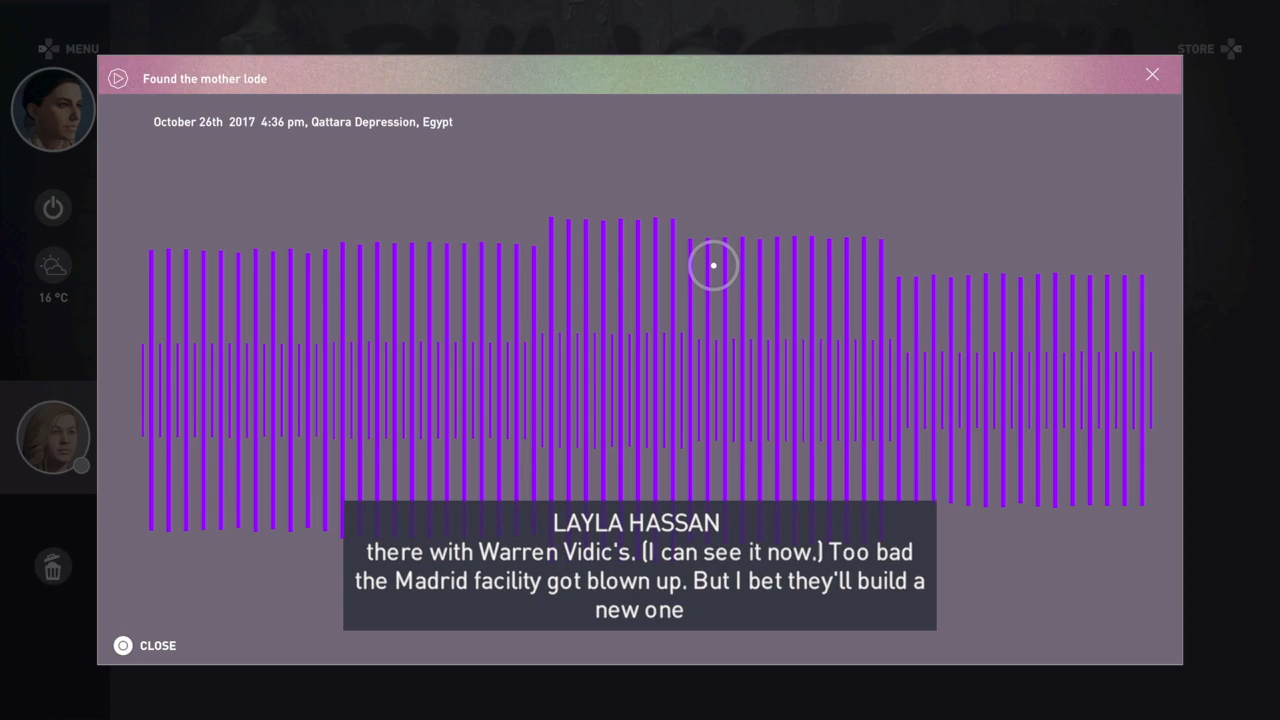 MENU
STORE
Found the mother lode
October 26th 2017 4:36 pm, Qattara Depression, Egypt
16 °C
LAYLA HASSAN
there with Warren Vidic's. (I can see it now.) Too bad
the Madrid facility got blown up. But I bet they'll build a
new one
CLOSE